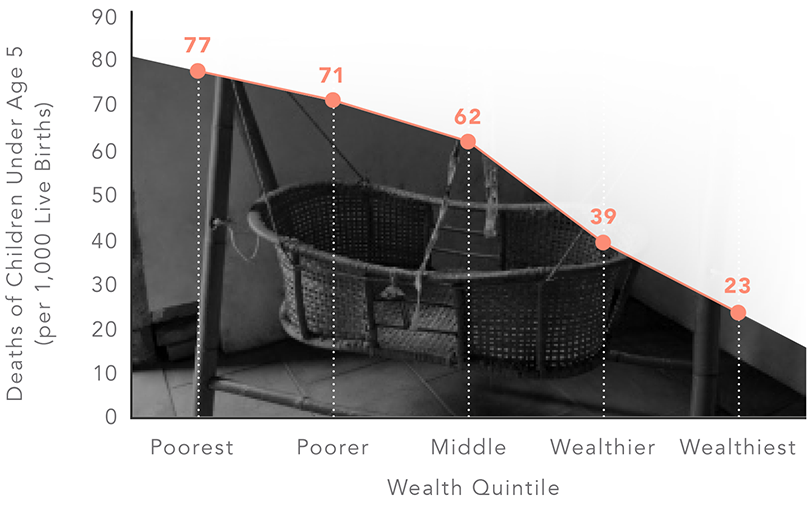 Deaths of Children Under Age 5
(per 1,000 Live Births)
90
80
70
60
50
40
30
20
10
0
77
71
62
39
23
Poorest
Poorer
Middle
Wealthier
Wealthiest
Wealth Quintile